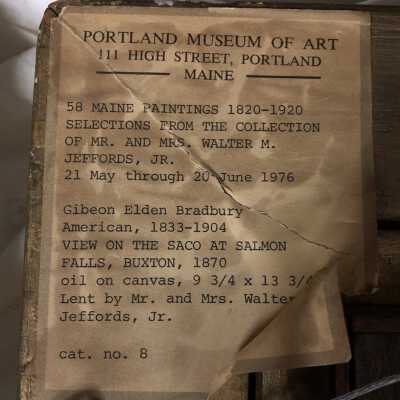 PORTLAND MUSEUM OF ART
111 HIGH STREET, PORTLAND
MAINE
58 MAINE PAINTINGS 1820-1920
SELECTIONS FROM THE COLLECTION
OF MR. AND MRS. WALTER M.
JEFFORDS, JR.
21 May through 20 June 1976
Gibeon Elden Bradbury
American, 1833-1904
VIEW ON THE SACO AT SALMON
FALLS, BUXTON, 1870
oil on canvas, 9 3/4 x 13
Lent by Mr. and Mrs. Walter
Jeffords, Jr.
cat. no. 8